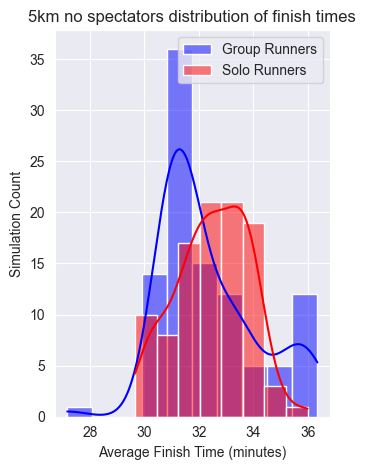 5km no spectators distribution of finish times
Group Runners
Solo Runners
Simulation Count
35
30
25
20
15
10
5
0
28 30 32 34 36
Average Finish Time (minutes)